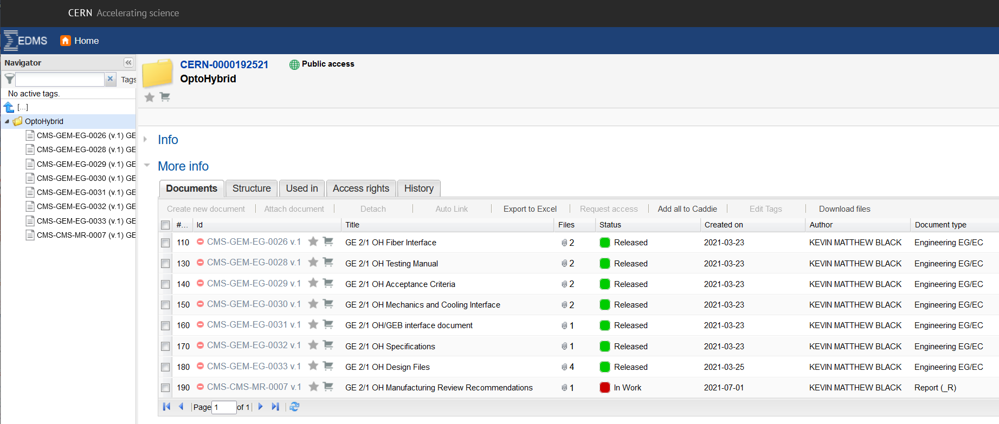 CERN Accelerating science
EDMS Home
Navigator
Tags
No active tags.
[...]
OptoHybrid
CMS-GEM-EG-0026 (v.1) GE
CMS-GEM-EG-0028 (v.1) GE
CMS-GEM-EG-0029 (v.1) GE
CMS-GEM-EG-0030 (v.1) GE
CMS-GEM-EG-0031 (v.1) GE
CMS-GEM-EG-0032 (v.1) GE
CMS-GEM-EG-0033 (v.1) GE
CMS-CMS-MR-0007 (v.1) GE
CERN-0000192521 Public access
OptoHybrid
Info
More info
Documents Structure Used in Access rights History
Create new document Attach document Detach Auto Link Export to Excel Request access Add all to Caddie Edit Tags Download files
#... Id Title Files Status Created on Author Document type
110 CMS-GEM-EG-0026 v.1 GE 2/1 OH Fiber Interface 2 Released 2021-03-23 KEVIN MATTHEW BLACK Engineering EG/EC
130 CMS-GEM-EG-0028 v.1 GE 2/1 OH Testing Manual 2 Released 2021-03-23 KEVIN MATTHEW BLACK Engineering EG/EC
140 CMS-GEM-EG-0029 v.1 GE 2/1 OH Acceptance Criteria 2 Released 2021-03-23 KEVIN MATTHEW BLACK Engineering EG/EC
150 CMS-GEM-EG-0030 v.1 GE 2/1 OH Mechanics and Cooling Interface 2 Released 2021-03-23 KEVIN MATTHEW BLACK Engineering EG/EC
160 CMS-GEM-EG-0031 v.1 GE 2/1 OH/GEB interface document 1 Released 2021-03-23 KEVIN MATTHEW BLACK Engineering EG/EC
170 CMS-GEM-EG-0032 v.1 GE 2/1 OH Specifications 1 Released 2021-03-23 KEVIN MATTHEW BLACK Engineering EG/EC
180 CMS-GEM-EG-0033 v.1 GE 2/1 OH Design Files 4 Released 2021-03-25 KEVIN MATTHEW BLACK Engineering EG/EC
190 CMS-CMS-MR-0007 v.1 GE 2/1 OH Manufacturing Review Recommendations 1 In Work 2021-07-01 KEVIN MATTHEW BLACK Report (_R)
Page 1 of 1